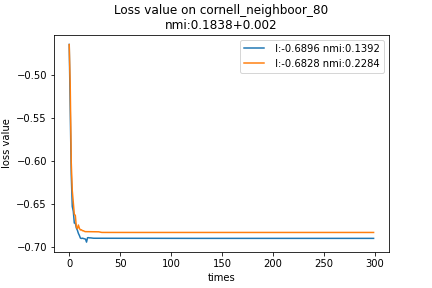 Loss value on cornell_neighboor_80
nmi:0.1838+0.002
l:-0.6896 nmi:0.1392
l:-0.6828 nmi:0.2284
−0.50
−0.55
−0.60
−0.65
−0.70
loss value
0 50 100 150 200 250 300
times